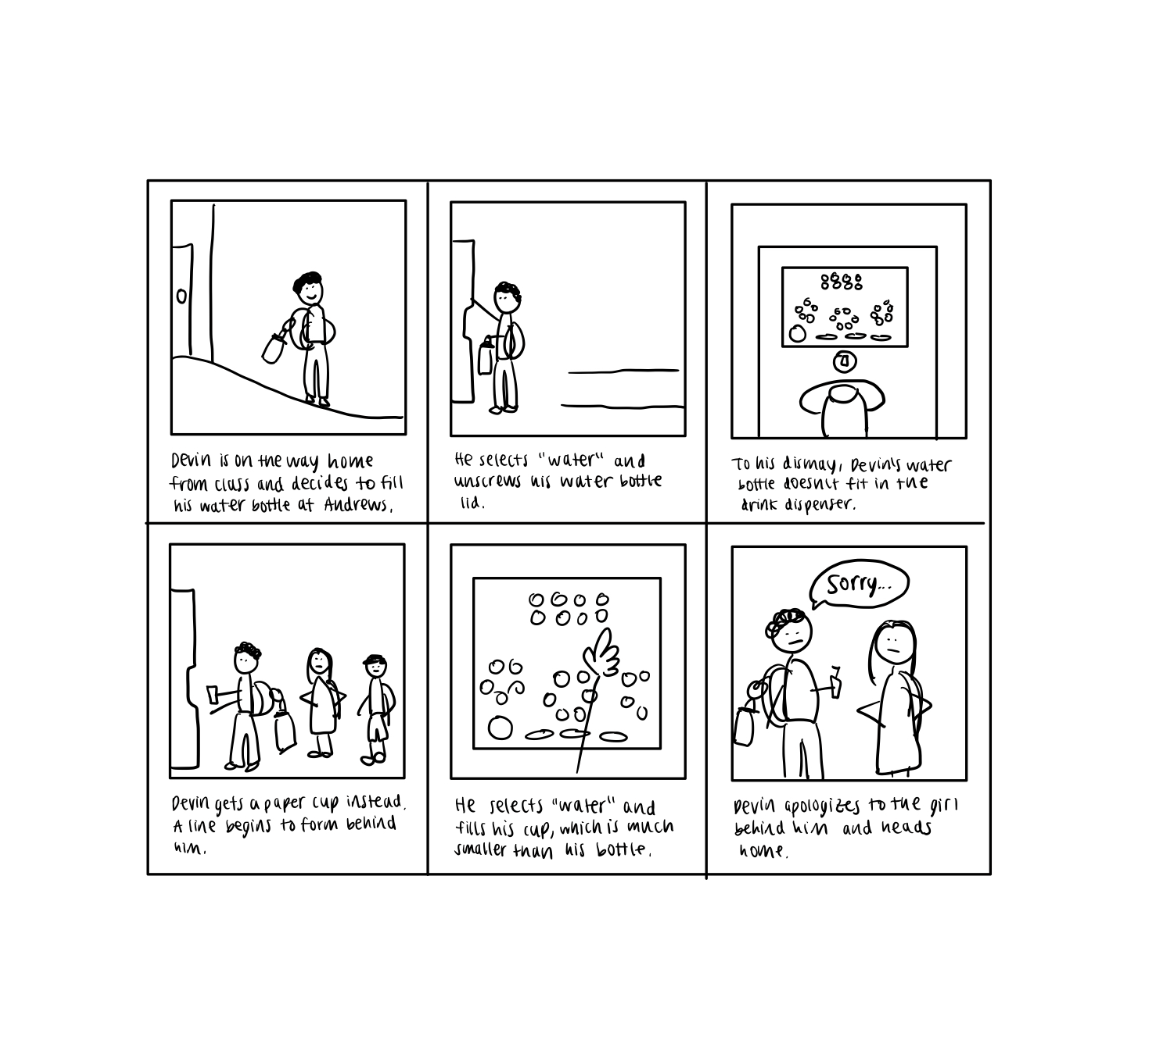 Devin is on the way home
from class and decides to fill
his water bottle at Andrews.
He selects "water" and
unscrews his water bottle
lid.
To his dismay, Devin's water
bottle doesn't fit in the
drink dispenser.
Devin gets a paper cup instead.
A line begins to form behind
him.
He selects "water" and
fills his cup, which is much
smaller than his bottle.
Sorry...
Devin apologizes to the girl
behind him and heads
home.